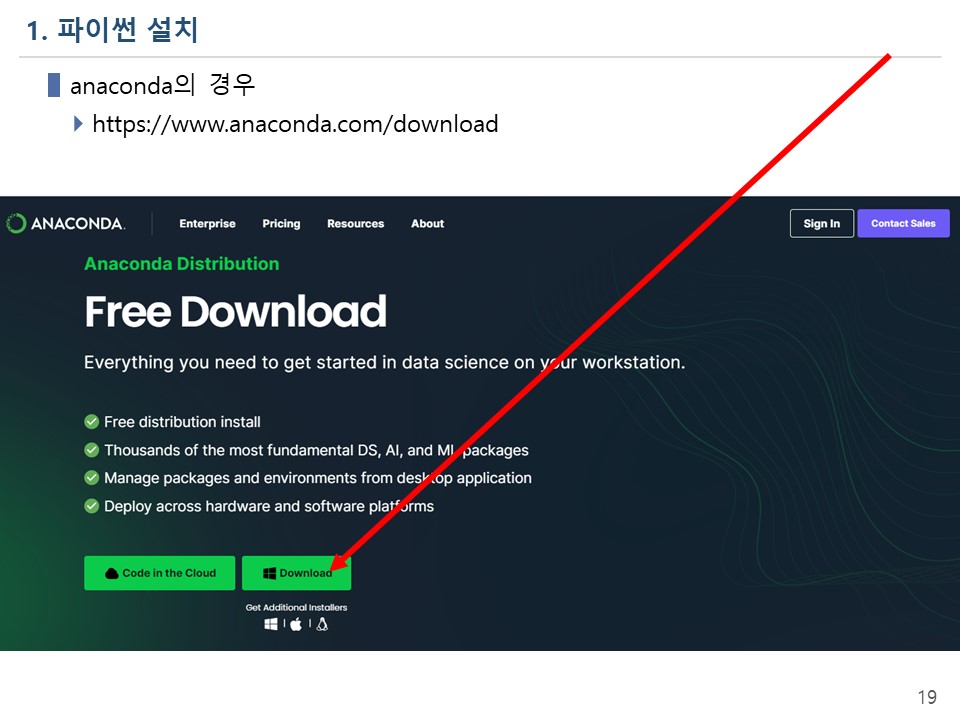 1. 파이썬 설치
anaconda의 경우
https://www.anaconda.com/download
ANACONDA.
Enterprise Pricing Resources About Sign In Contact Sales
Anaconda Distribution
Free Download
Everything you need to get started in data science on your workstation.
Free distribution install
Thousands of the most fundamental DS, AI, and ML packages
Manage packages and environments from desktop application
Deploy across hardware and software platforms
Code in the Cloud Download
Get Additional Installers
19